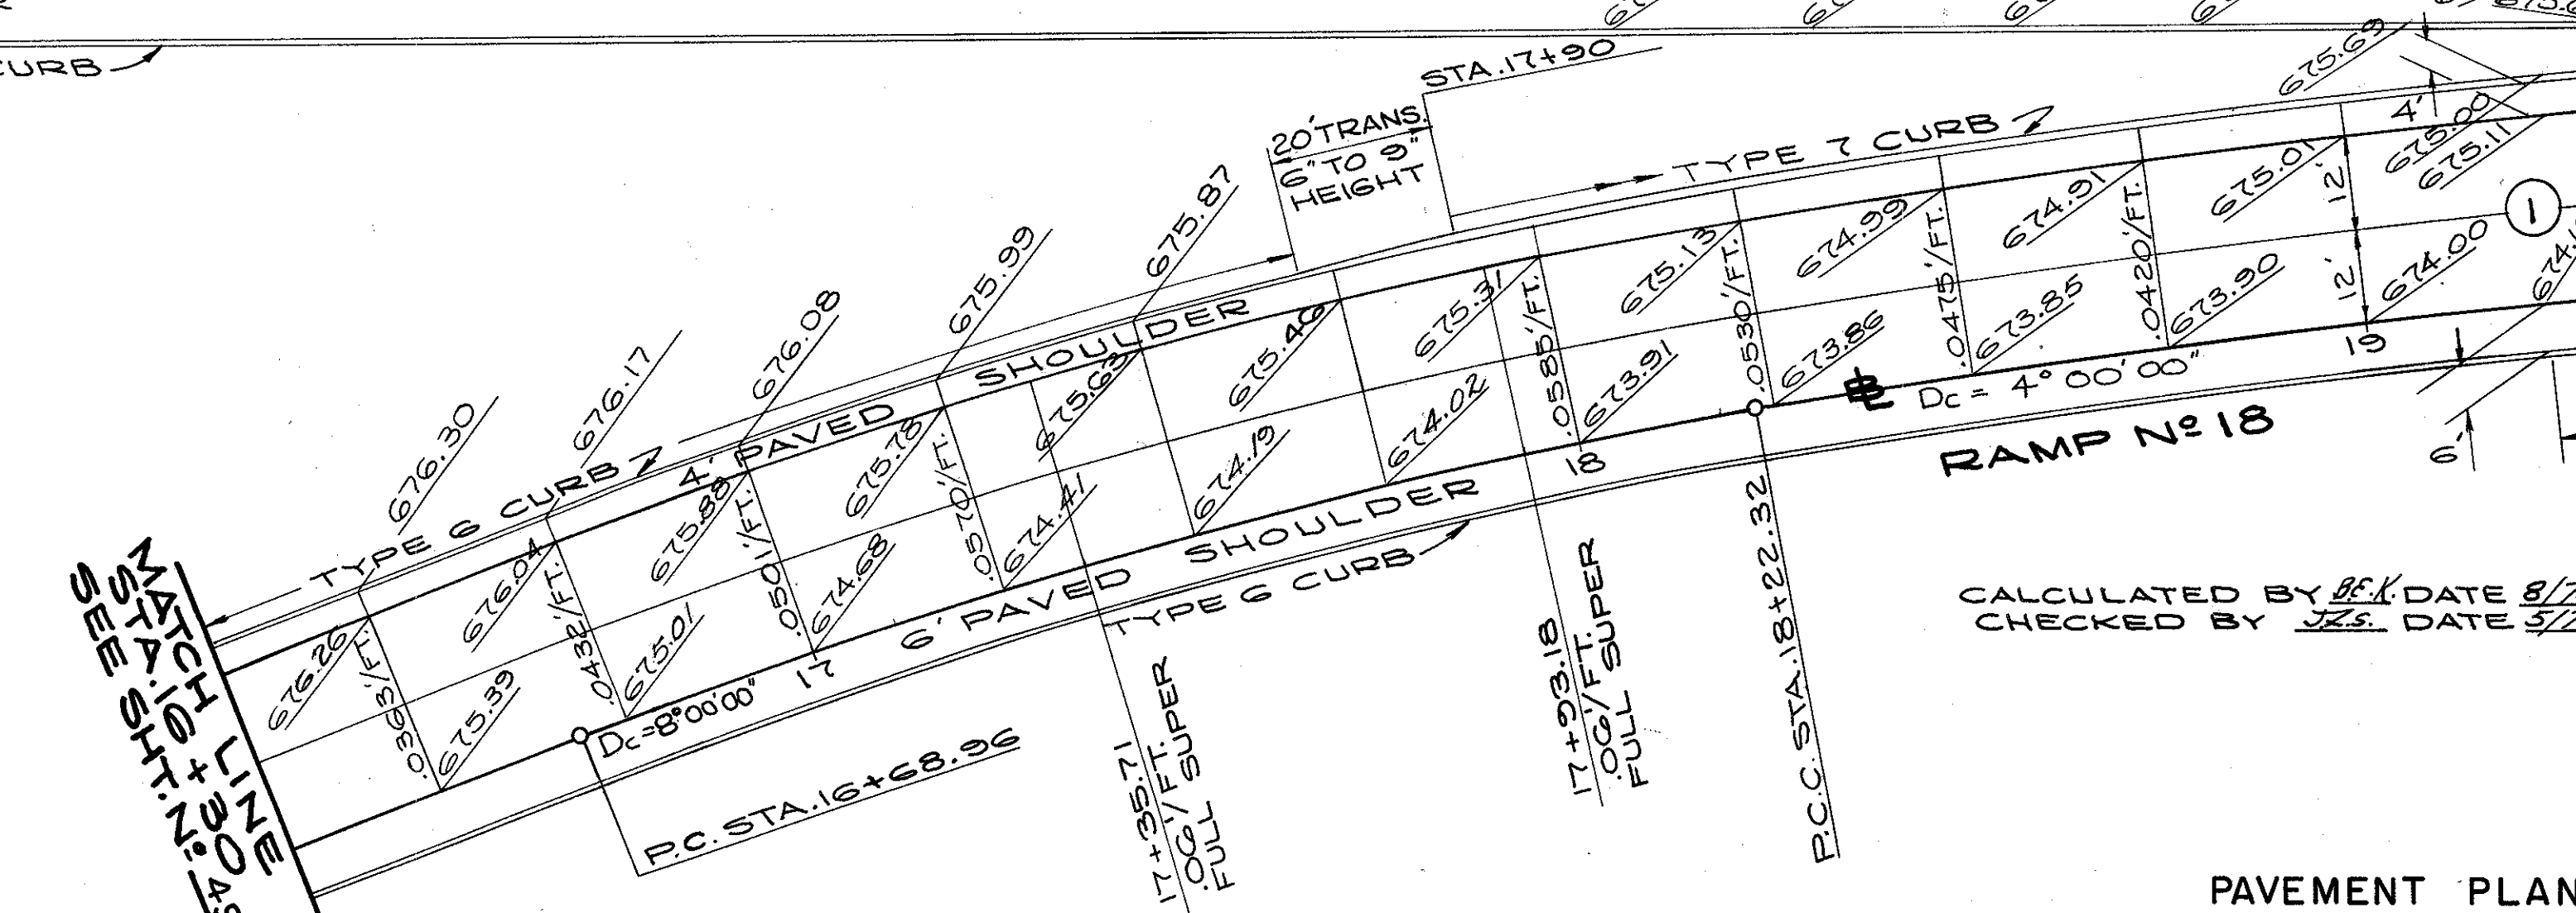 CURB
STA.17+90
20' TRANS.
6" TO 9"
HEIGHT
TYPE 7 CURB
675.69
4'
675.00
675.11
1
12'
12'
675.87
675.99
676.08
676.17
676.30
TYPE 6 CURB
4' PAVED SHOULDER
676.26
676.04
675.88
675.78
675.63
675.46
675.31
675.13
674.99
674.91
675.01
.0363'/FT.
.0432'/FT.
.0501'/FT.
.0570'/FT.
.0585'/FT.
.0530'/FT.
.0475'/FT.
.0420'/FT.
675.39
675.01
674.68
674.41
674.19
674.02
673.91
673.86
673.85
673.90
674.00
17
18
19
6' PAVED SHOULDER
TYPE 6 CURB
Dc=8°00'00"
Dc = 4° 00' 00"
RAMP Nº 18
6'
MATCH LINE
STA.16+30
SEE SHT. Nº
P.C. STA.16+68.96
17+35.71
.06'/FT.
FULL SUPER
17+93.18
.06'/FT.
FULL SUPER
P.C.C. STA.18+22.32
CALCULATED BY B.E.K. DATE
CHECKED BY J.Z.S. DATE
PAVEMENT PLAN